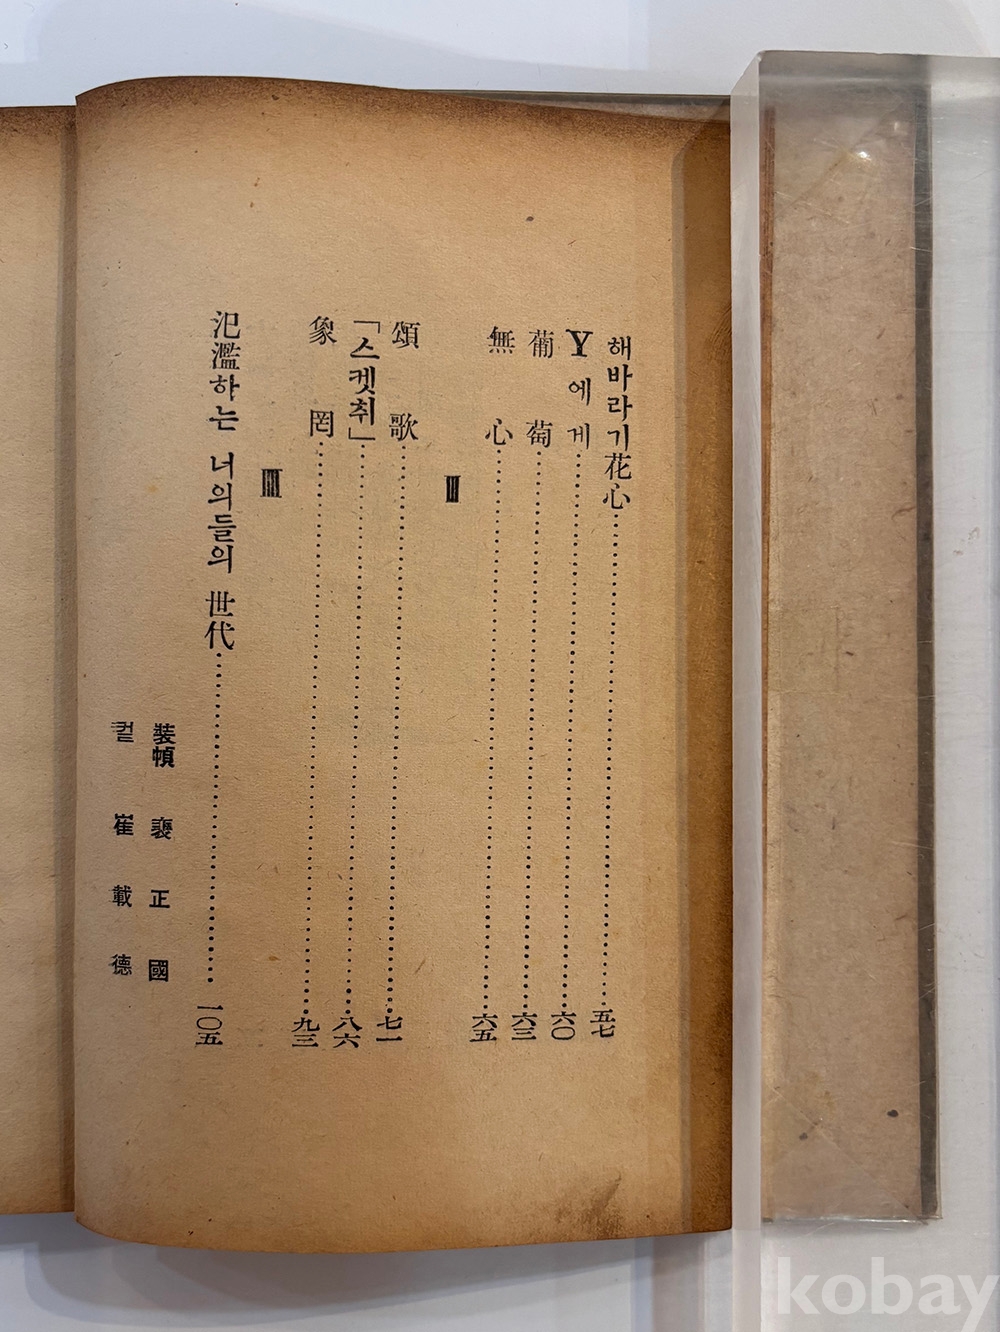 해바라기花心……五七
Y에게……六〇
葡萄……六三
無心……六五
Ⅱ
頌歌……七一
「스켓취」……八六
象罔……九三
Ⅲ
氾濫하는 너의들의 世代……一〇五
裝幀 裵正國
컽 崔載德
kobay